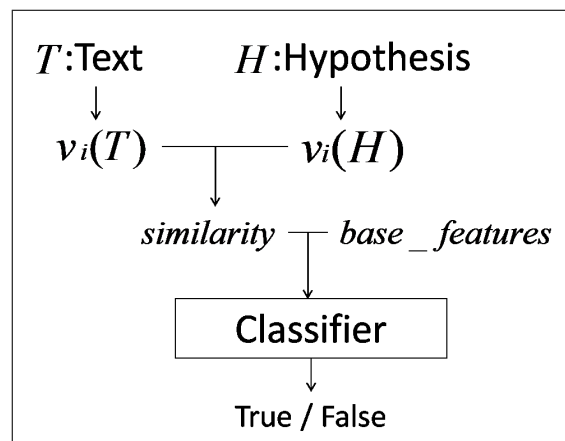 T:Text H:Hypothesis
vi(T) vi(H)
similarity base_features
Classifier
True / False